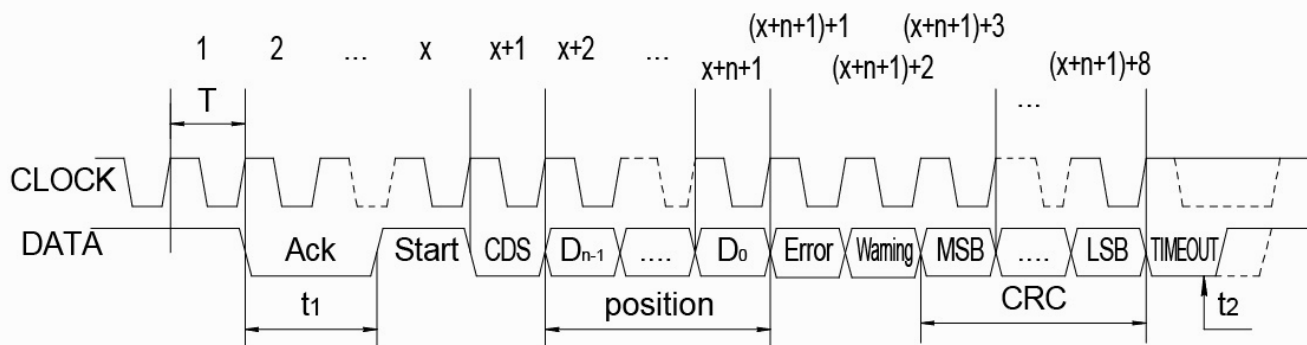 (x+n+1)+1 (x+n+1)+3
1 2 ... x x+1 x+2 ...
x+n+1 (x+n+1)+2 (x+n+1)+8
T ...
CLOCK
DATA Ack Start CDS Dn-1 .... D0 Error Warning MSB .... LSB TIMEOUT
t1 position CRC t2